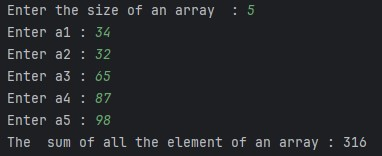 Enter the size of an array  : 5
Enter a1 : 34
Enter a2 : 32
Enter a3 : 65
Enter a4 : 87
Enter a5 : 98
The  sum of all the element of an array : 316